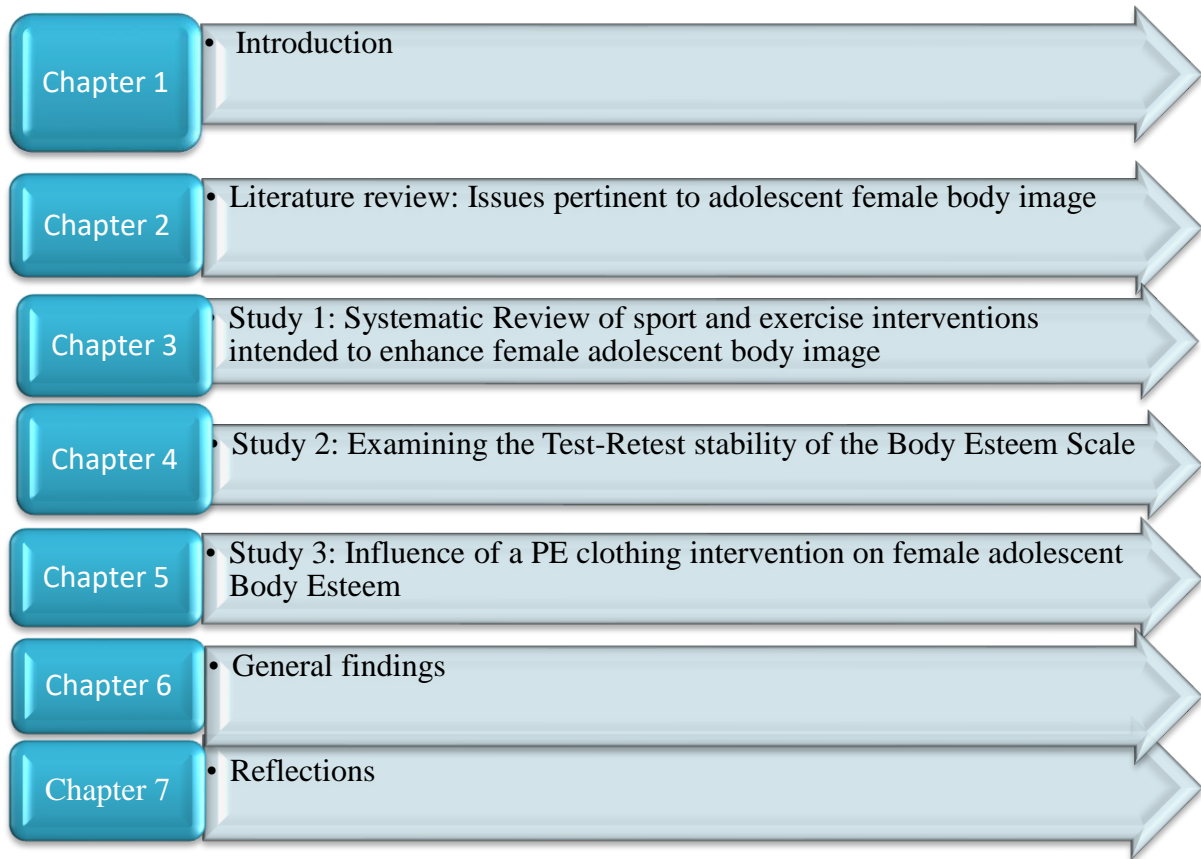 Chapter 1
• Introduction
Chapter 2
• Literature review: Issues pertinent to adolescent female body image
Chapter 3
• Study 1: Systematic Review of sport and exercise interventions
intended to enhance female adolescent body image
Chapter 4
• Study 2: Examining the Test-Retest stability of the Body Esteem Scale
Chapter 5
• Study 3: Influence of a PE clothing intervention on female adolescent
Body Esteem
Chapter 6
• General findings
Chapter 7
• Reflections